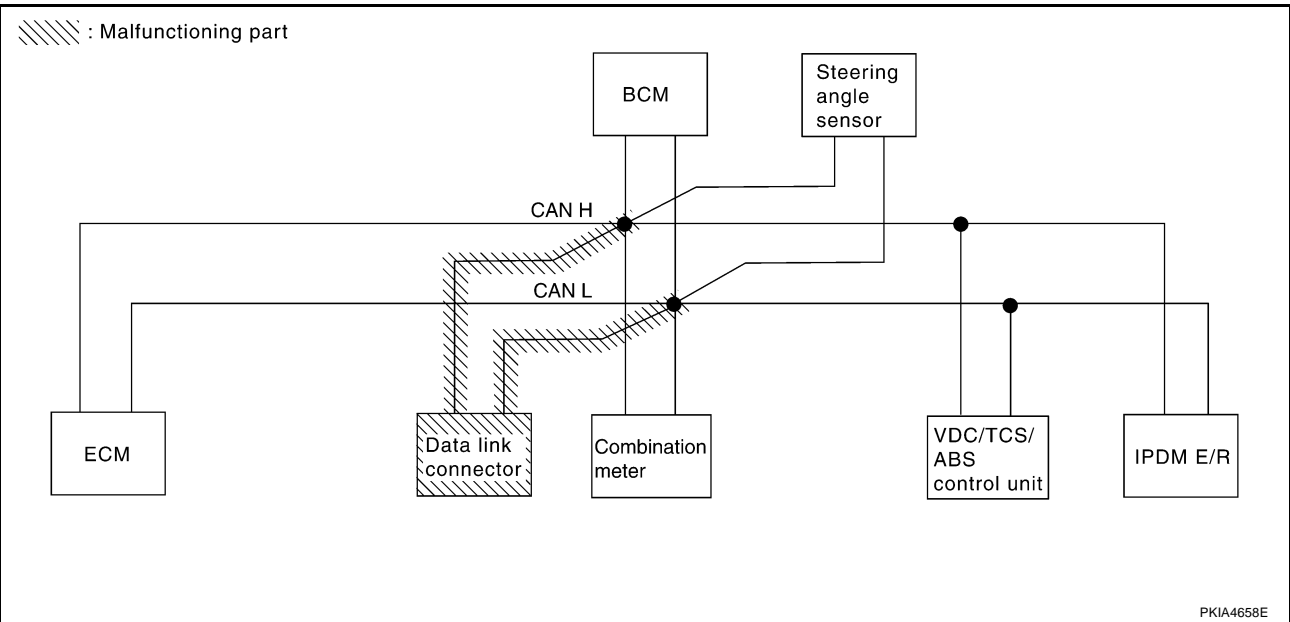 : Malfunctioning part
BCM
Steering
angle
sensor
CAN H
CAN L
ECM
Data link
connector
Combination
meter
VDC/TCS/
ABS
control unit
IPDM E/R
PKIA4658E